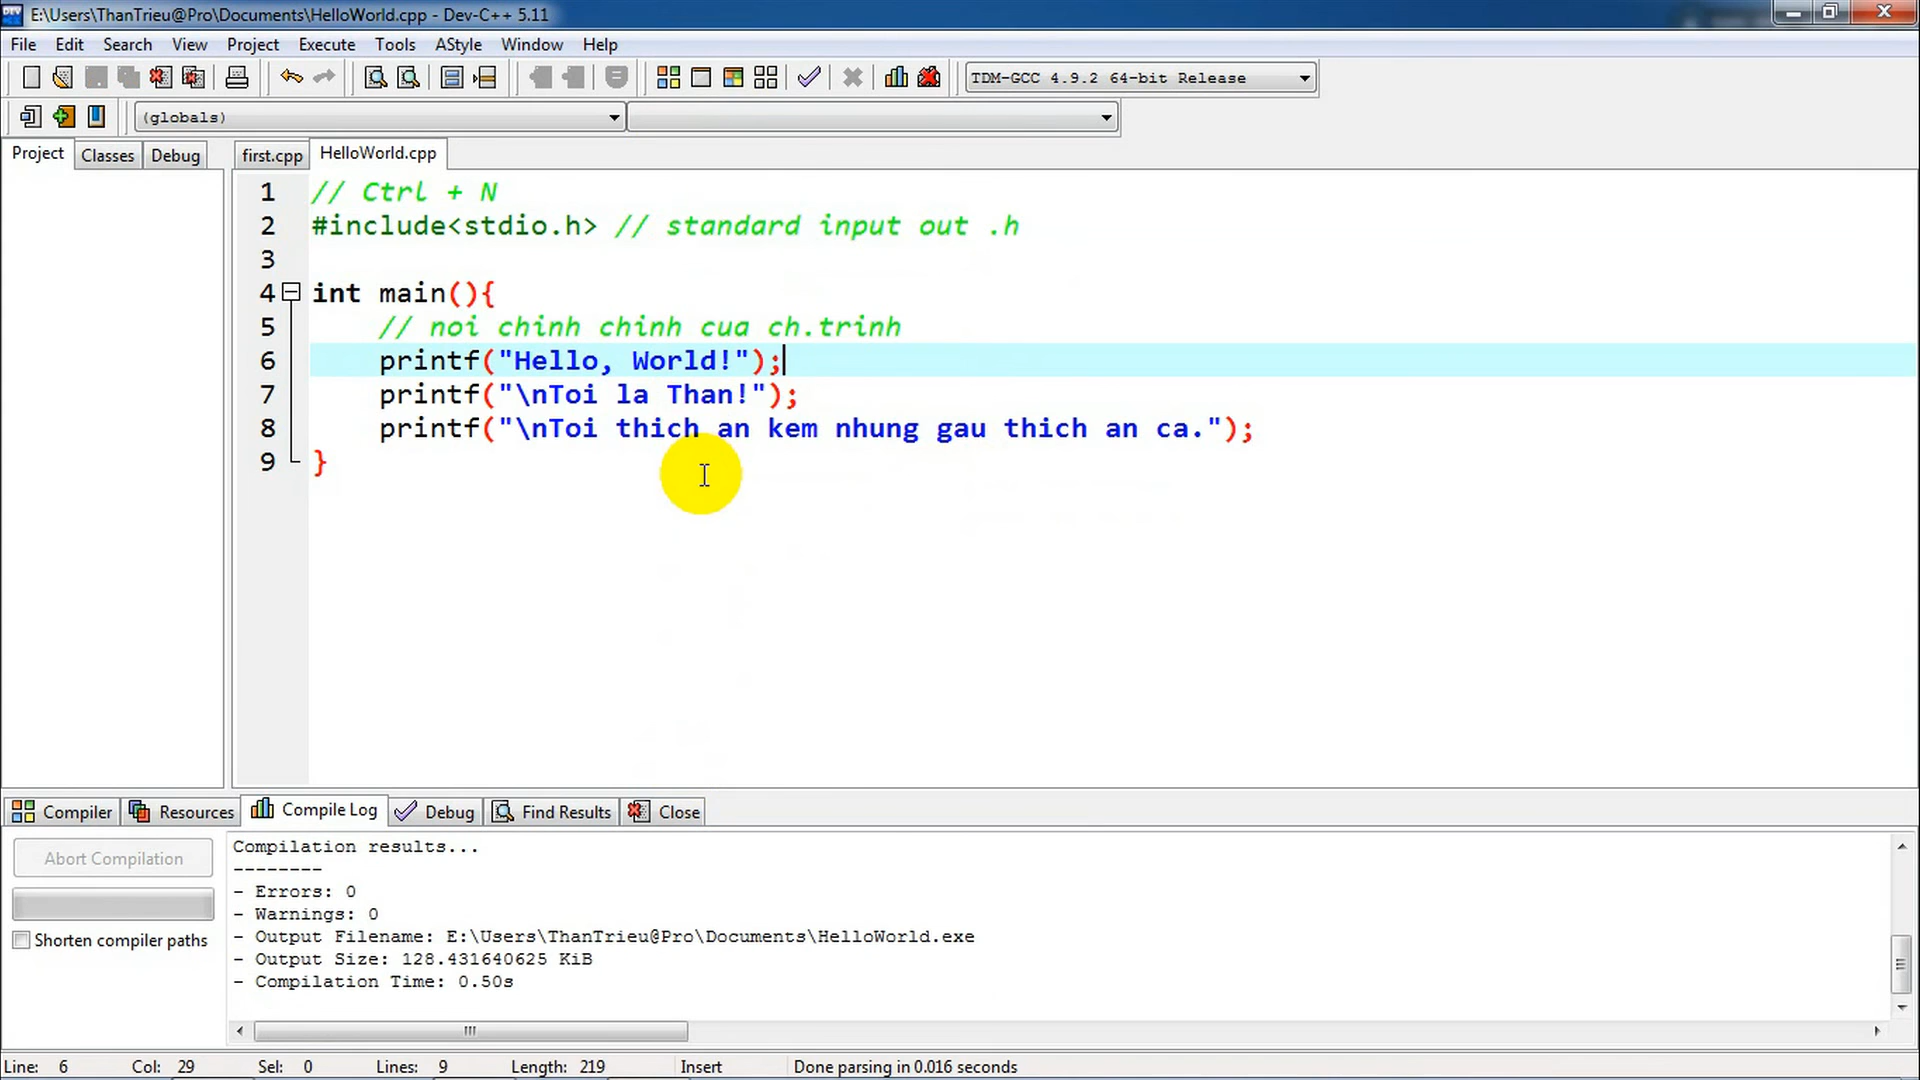 E:\Users\ThanTrieu@Pro\Documents\HelloWorld.cpp - Dev-C++ 5.11
File Edit Search View Project Execute Tools AStyle Window Help
TDM-GCC 4.9.2 64-bit Release
(globals)
Project Classes Debug first.cpp HelloWorld.cpp
1 // Ctrl + N
2 #include<stdio.h> // standard input out .h
3
4 int main(){
5 // noi chinh chinh cua ch.trinh
6 printf("Hello, World!");
7 printf("\nToi la Than!");
8 printf("\nToi thich an kem nhung gau thich an ca.");
9 }
Compiler Resources Compile Log Debug Find Results Close
Abort Compilation
Shorten compiler paths
Compilation results...
--------
- Errors: 0
- Warnings: 0
- Output Filename: E:\Users\ThanTrieu@Pro\Documents\HelloWorld.exe
- Output Size: 128.431640625 KiB
- Compilation Time: 0.50s
Line: 6 Col: 29 Sel: 0 Lines: 9 Length: 219 Insert Done parsing in 0.016 seconds